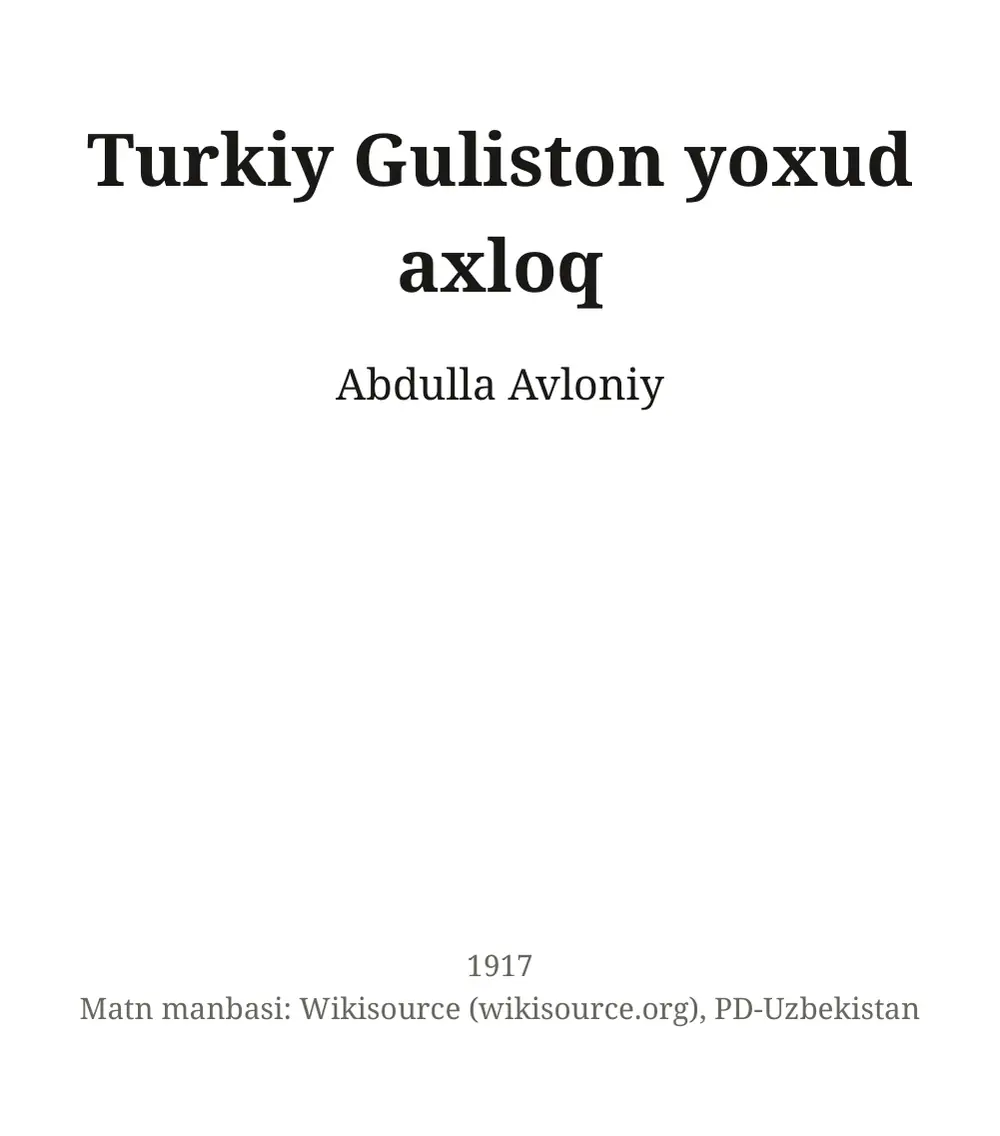 Turkiy Guliston yoxud
axloq
Abdulla Avloniy
1917
Matn manbasi: Wikisource (wikisource.org), PD-Uzbekistan